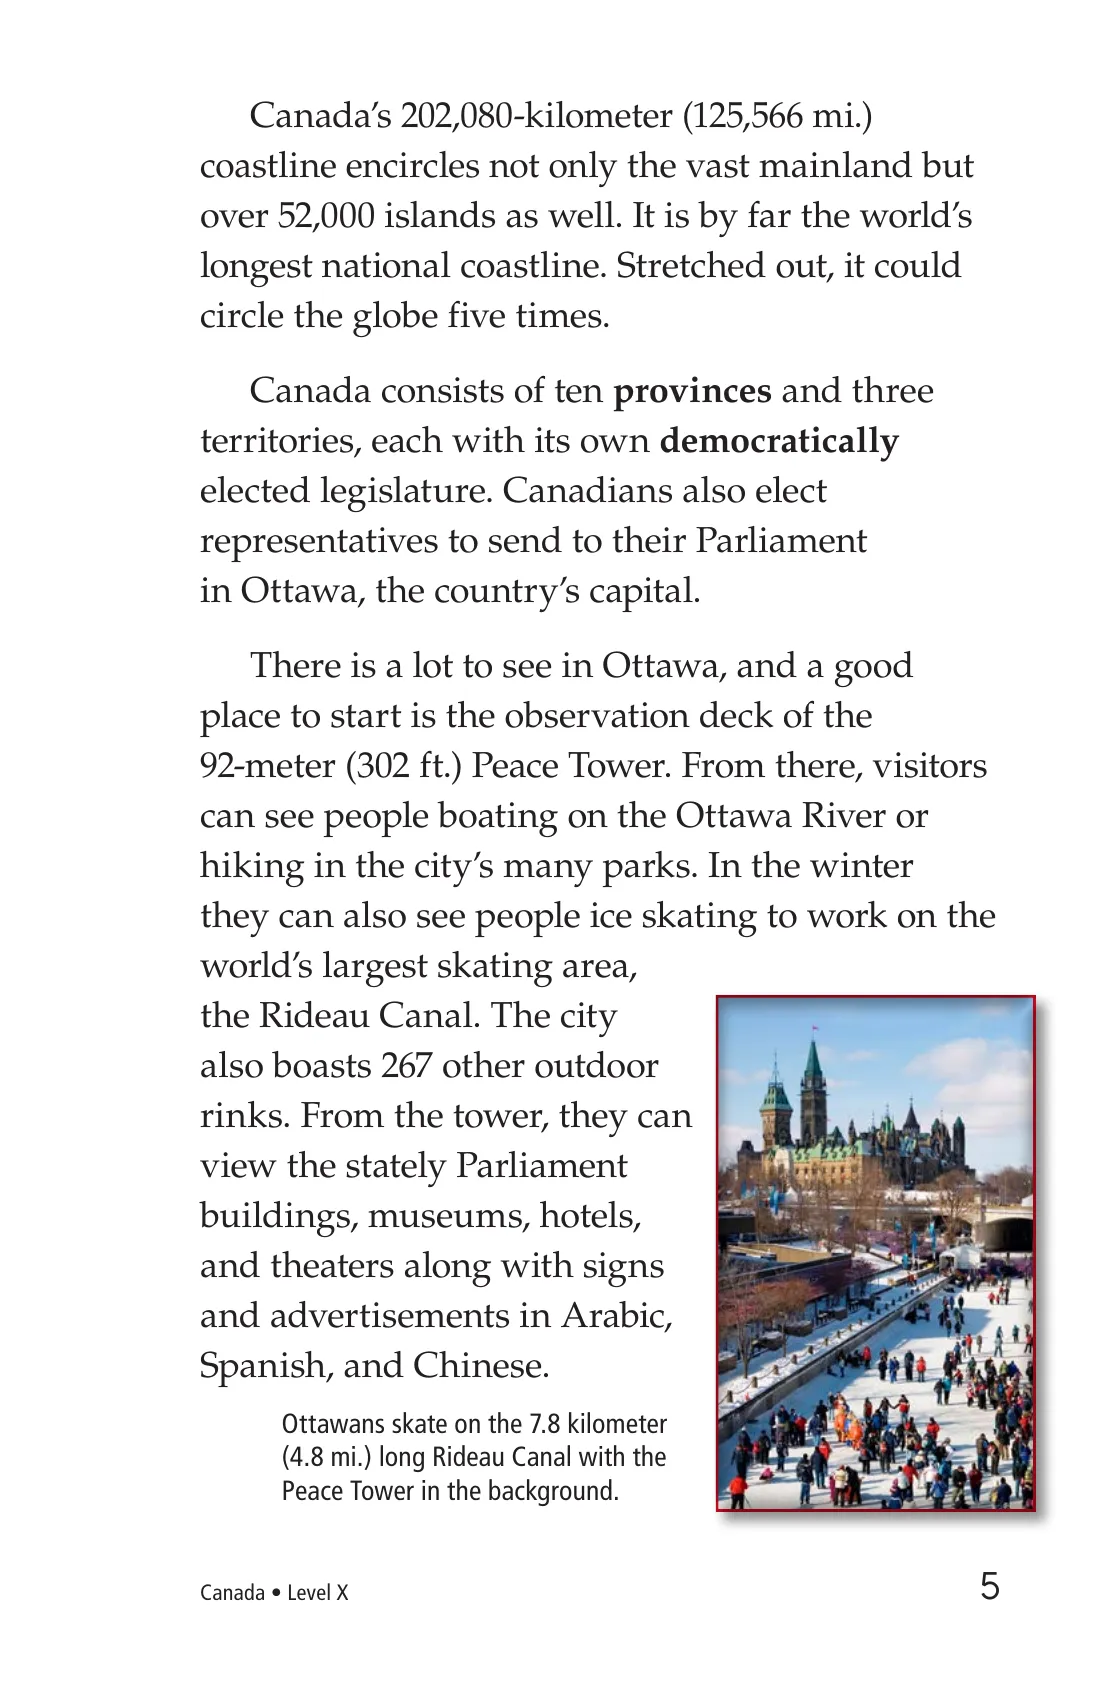 Canada’s 202,080-kilometer (125,566 mi.)
coastline encircles not only the vast mainland but
over 52,000 islands as well. It is by far the world’s
longest national coastline. Stretched out, it could
circle the globe five times.
Canada consists of ten provinces and three
territories, each with its own democratically
elected legislature. Canadians also elect
representatives to send to their Parliament
in Ottawa, the country’s capital.
There is a lot to see in Ottawa, and a good
place to start is the observation deck of the
92-meter (302 ft.) Peace Tower. From there, visitors
can see people boating on the Ottawa River or
hiking in the city’s many parks. In the winter
they can also see people ice skating to work on the
world’s largest skating area,
the Rideau Canal. The city
also boasts 267 other outdoor
rinks. From the tower, they can
view the stately Parliament
buildings, museums, hotels,
and theaters along with signs
and advertisements in Arabic,
Spanish, and Chinese.
Ottawans skate on the 7.8 kilometer
(4.8 mi.) long Rideau Canal with the
Peace Tower in the background.
Canada • Level X
5